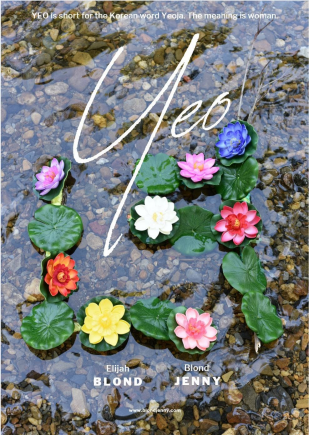 YEO is short for the Korean word Yeoja. The meaning is woman.
Yeo
Elijah Blond
BLOND JENNY
www.blondjenny.com